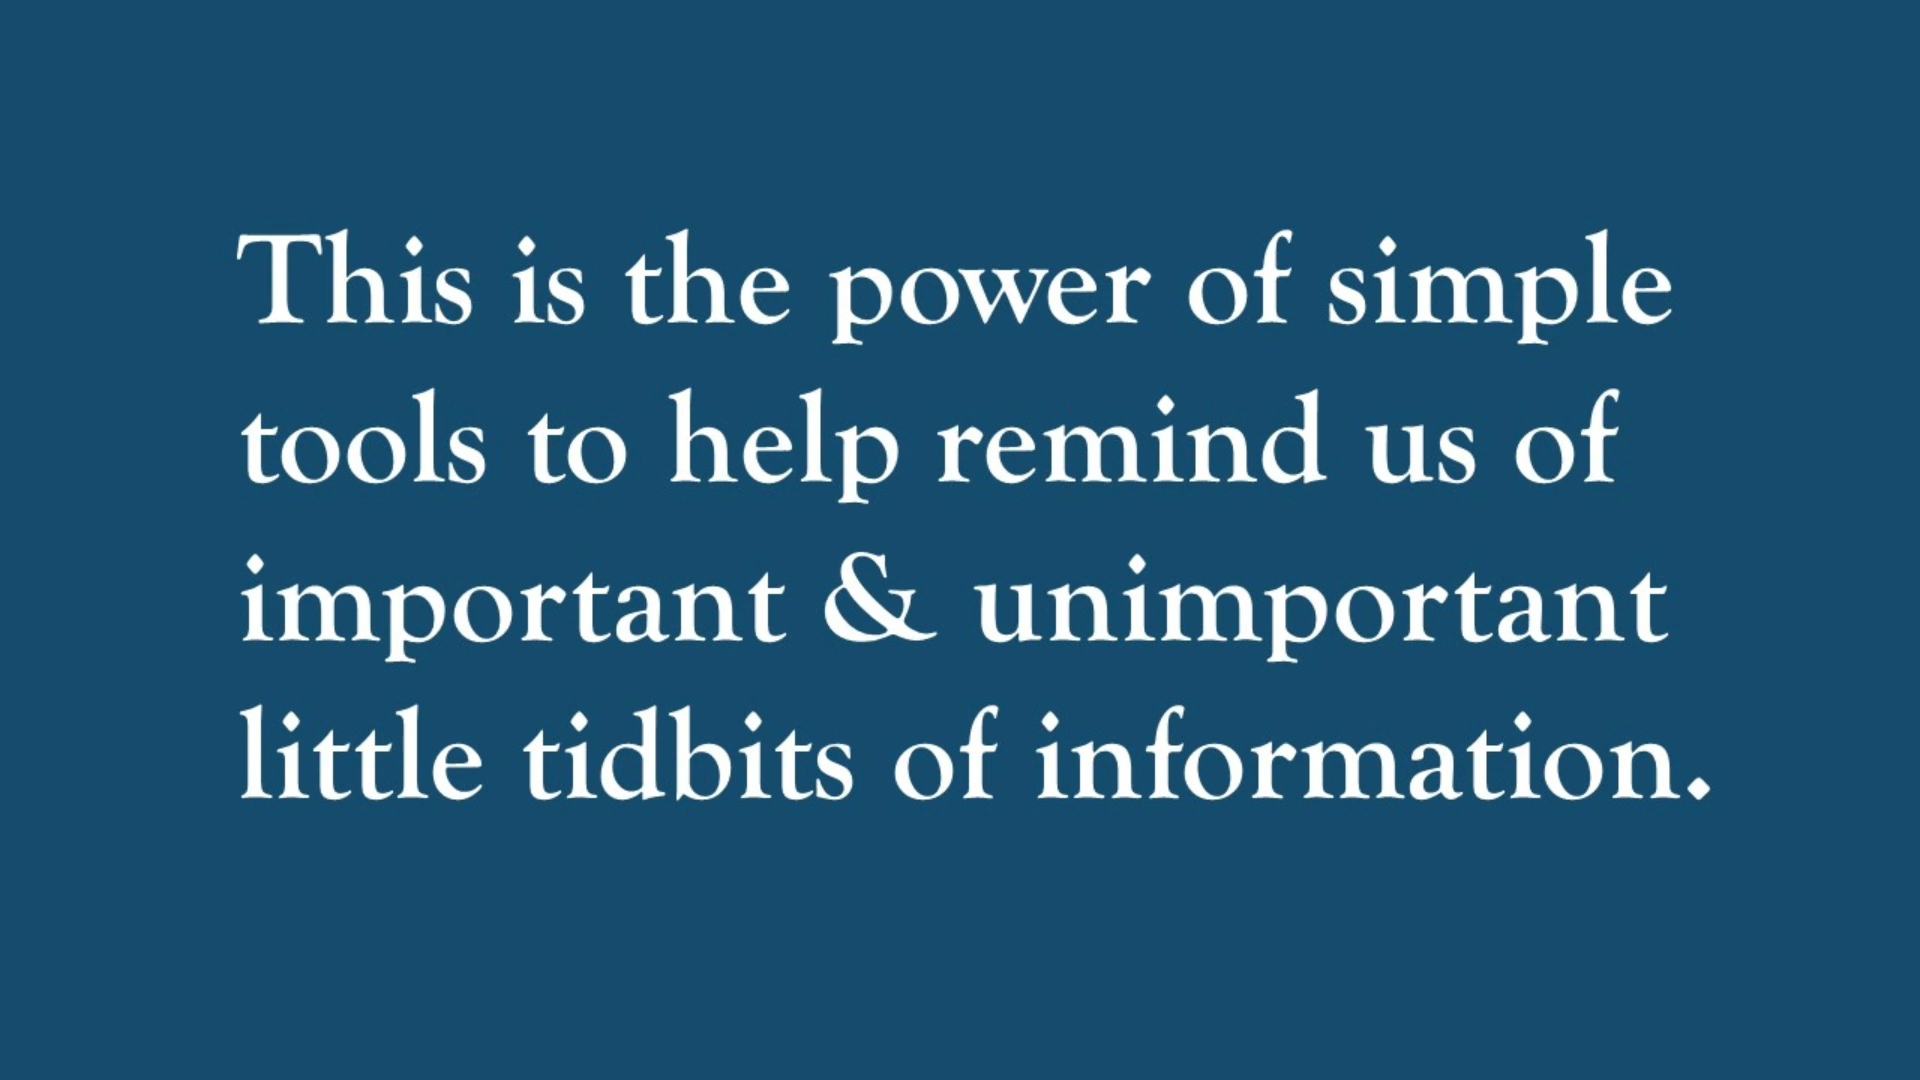 This is the power of simple
tools to help remind us of
important & unimportant
little tidbits of information.